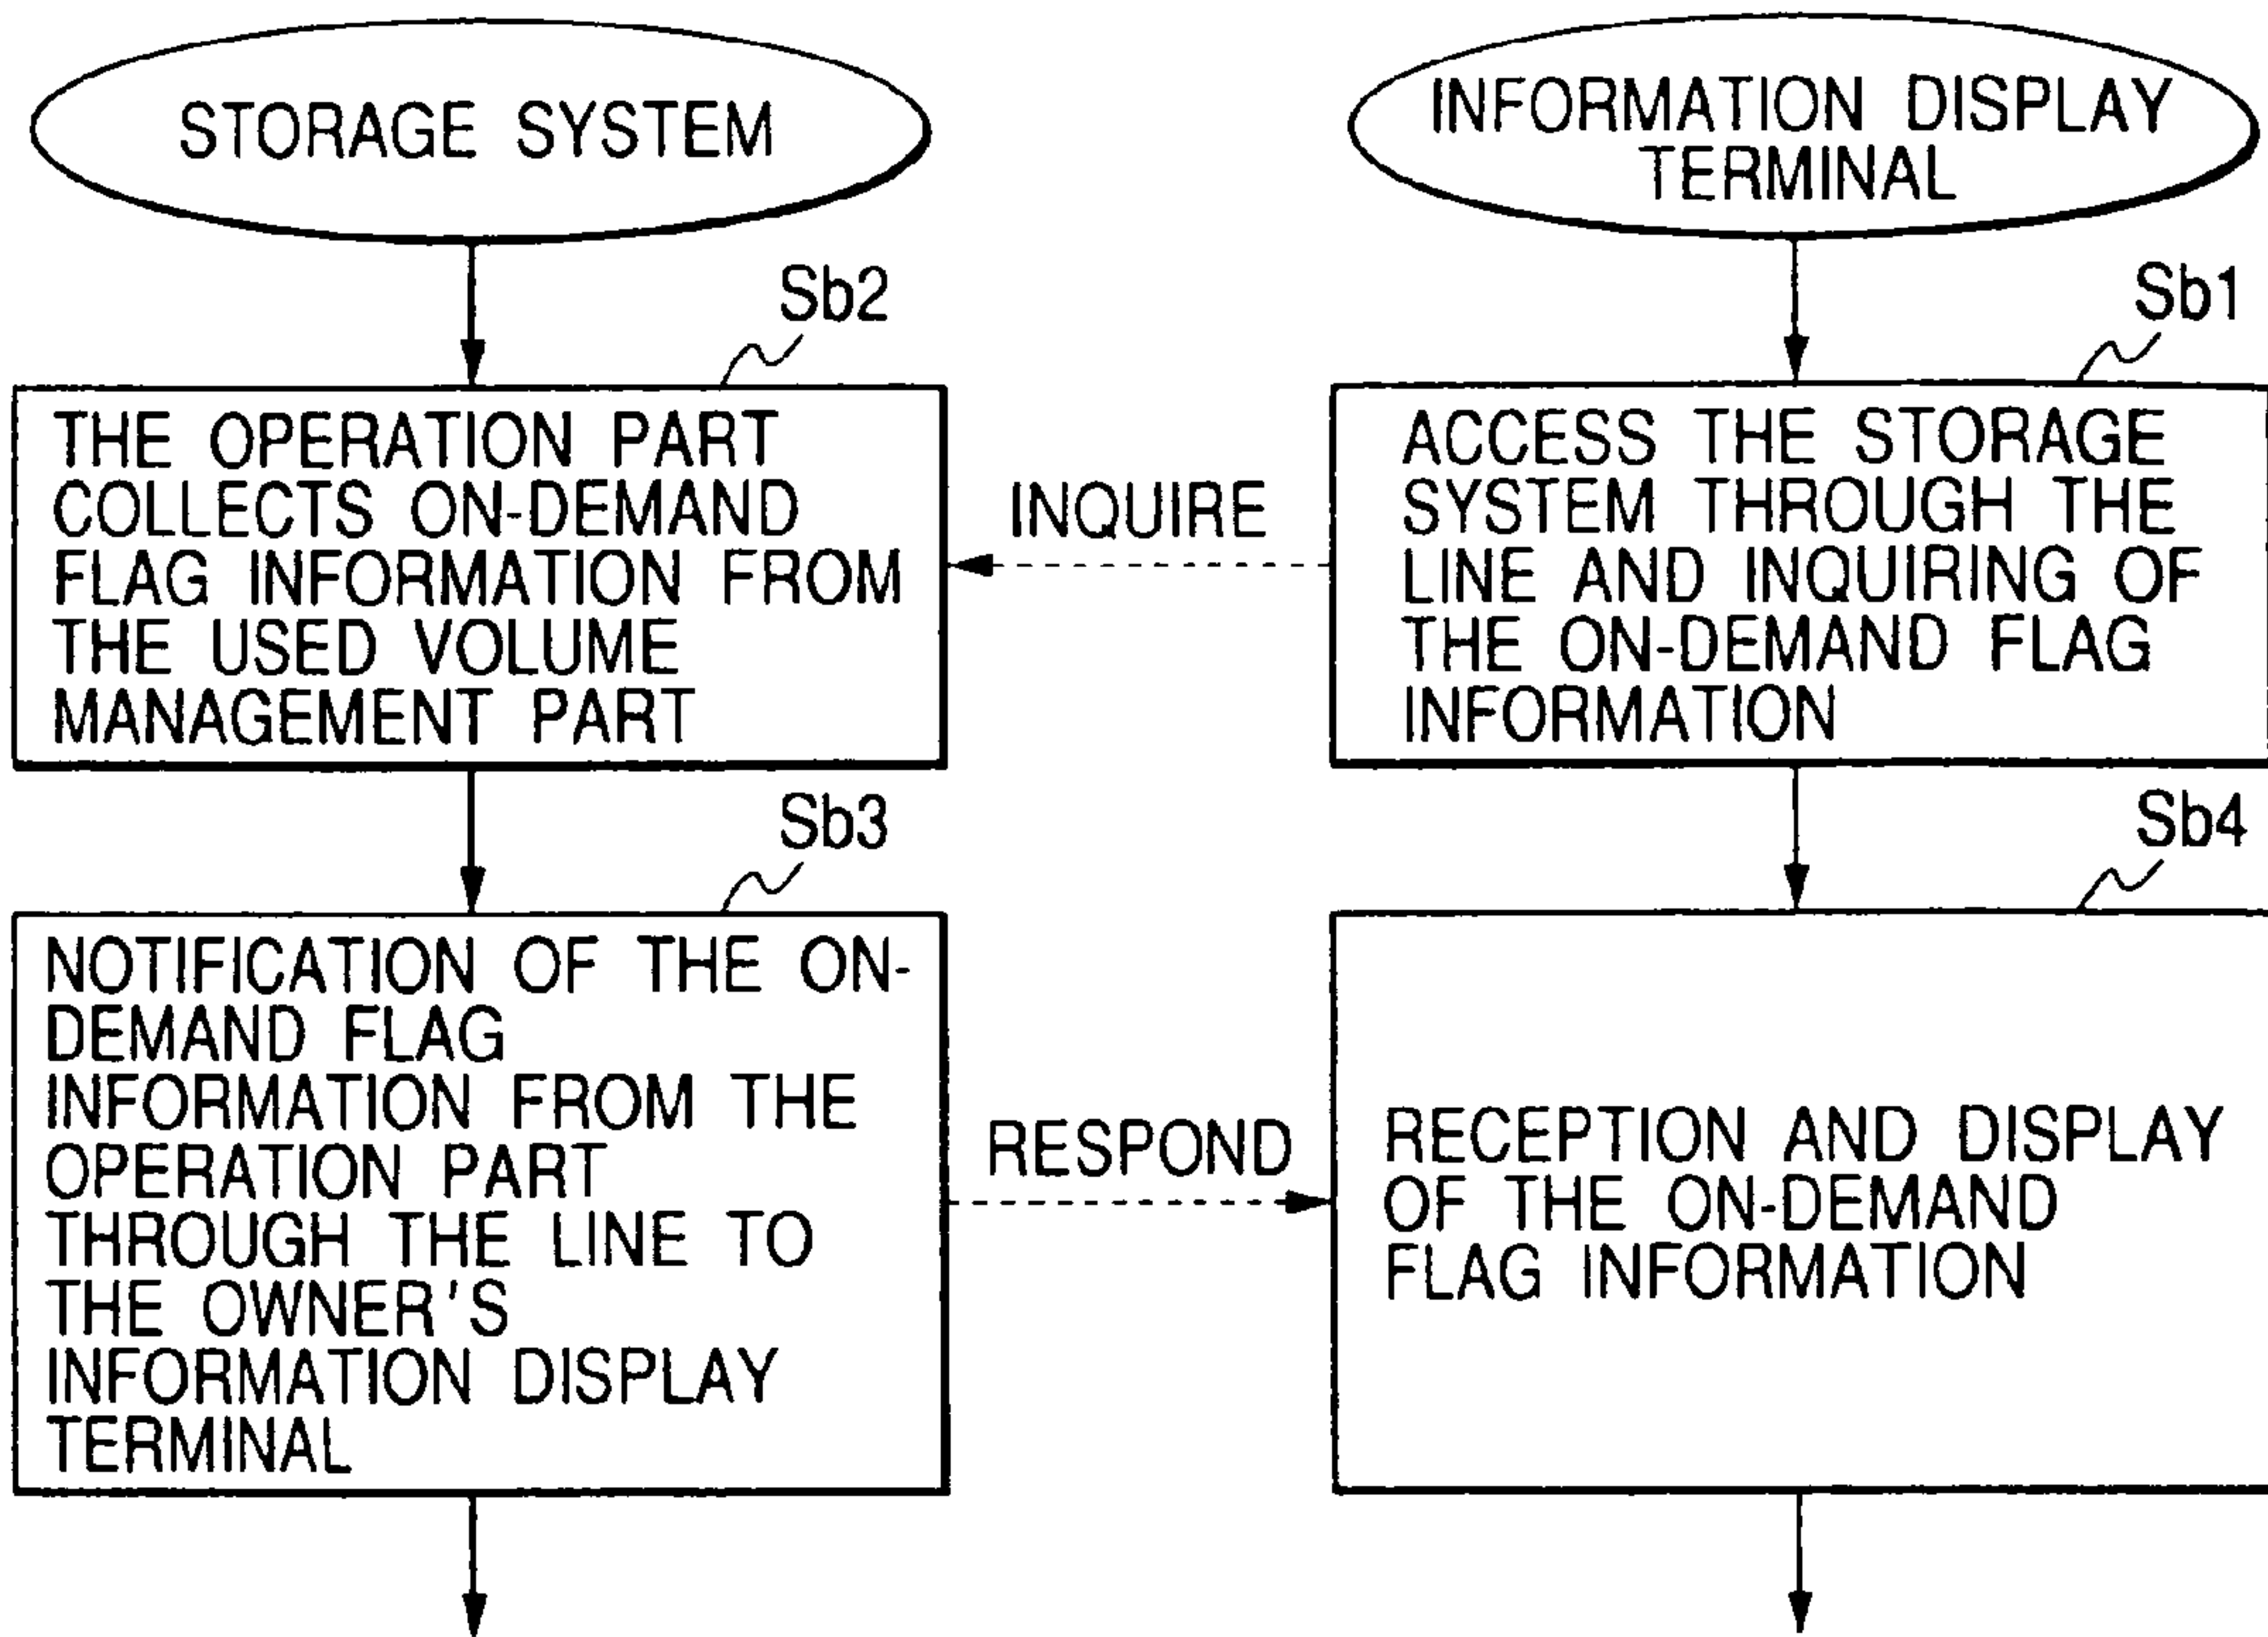 STORAGE SYSTEM
INFORMATION DISPLAY
TERMINAL
Sb2
Sb1
THE OPERATION PART
COLLECTS ON-DEMAND
FLAG INFORMATION FROM
THE USED VOLUME
MANAGEMENT PART
INQUIRE
ACCESS THE STORAGE
SYSTEM THROUGH THE
LINE AND INQUIRING OF
THE ON-DEMAND FLAG
INFORMATION
Sb3
Sb4
NOTIFICATION OF THE ON-
DEMAND FLAG
INFORMATION FROM THE
OPERATION PART
THROUGH THE LINE TO
THE OWNER'S
INFORMATION DISPLAY
TERMINAL
RESPOND
RECEPTION AND DISPLAY
OF THE ON-DEMAND
FLAG INFORMATION